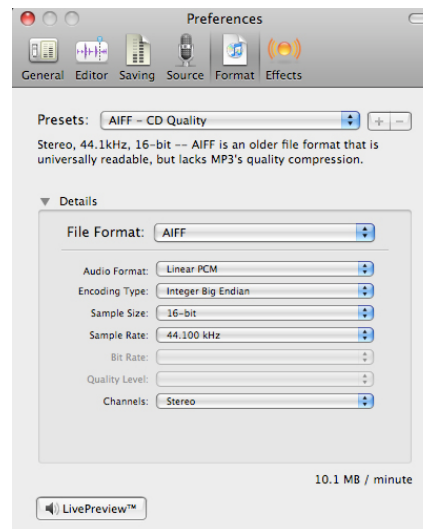 Preferences
General Editor Saving Source Format Effects
Presets: AIFF – CD Quality
Stereo, 44.1kHz, 16-bit -- AIFF is an older file format that is
universally readable, but lacks MP3's quality compression.
Details
File Format: AIFF
Audio Format: Linear PCM
Encoding Type: Integer Big Endian
Sample Size: 16-bit
Sample Rate: 44.100 kHz
Bit Rate:
Quality Level:
Channels: Stereo
10.1 MB / minute
LivePreview™